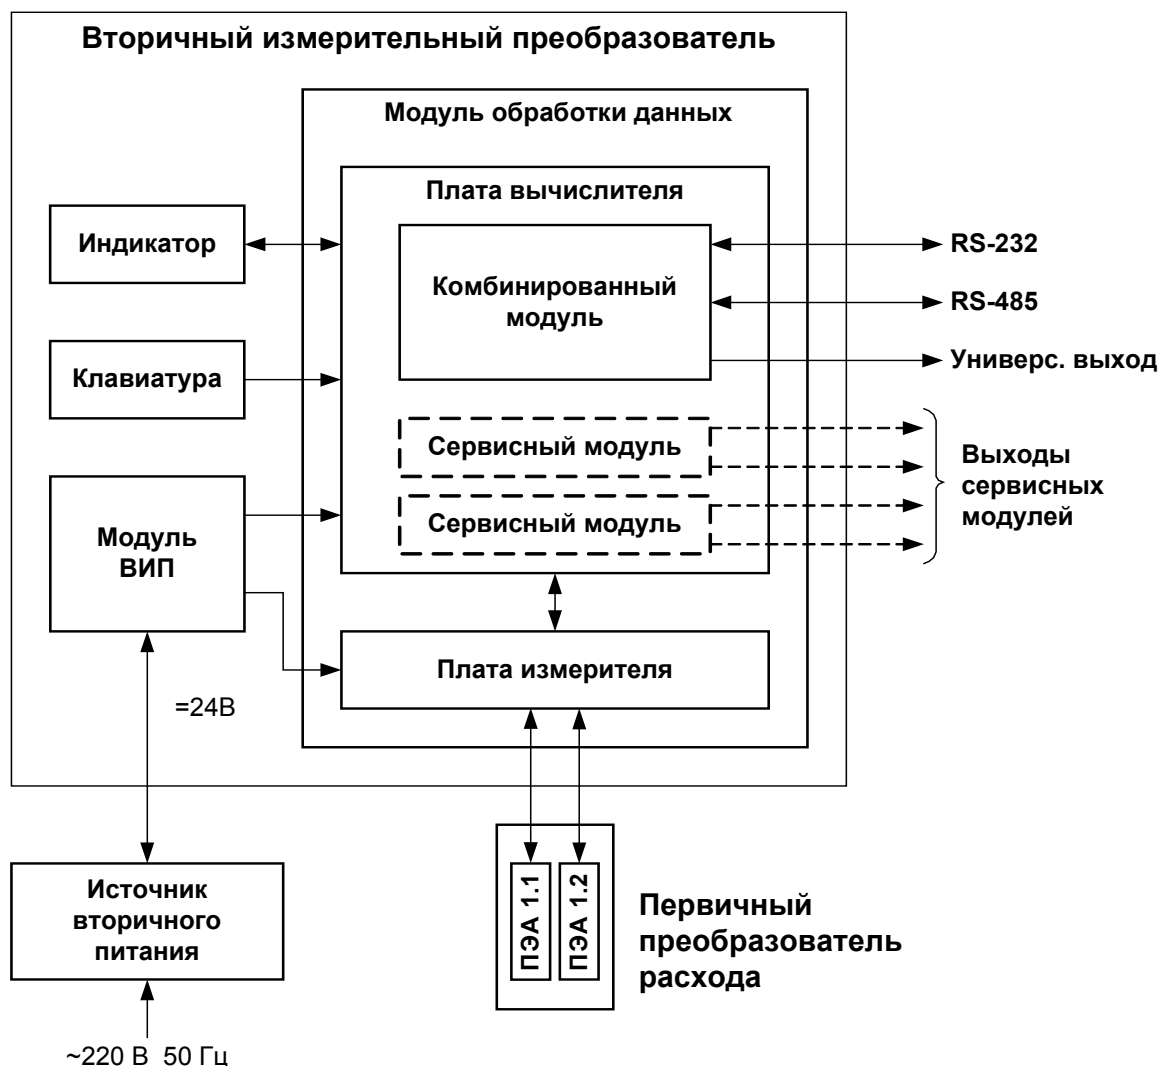 Вторичный измерительный преобразователь
Модуль обработки данных
Плата вычислителя
Индикатор
Комбинированный
модуль
RS-232
RS-485
Универс. выход
Клавиатура
Сервисный модуль
Сервисный модуль
Выходы
сервисных
модулей
Модуль
ВИП
Плата измерителя
=24В
Источник
вторичного
питания
ПЭА 1.1
ПЭА 1.2
Первичный
преобразователь
расхода
~220 В 50 Гц